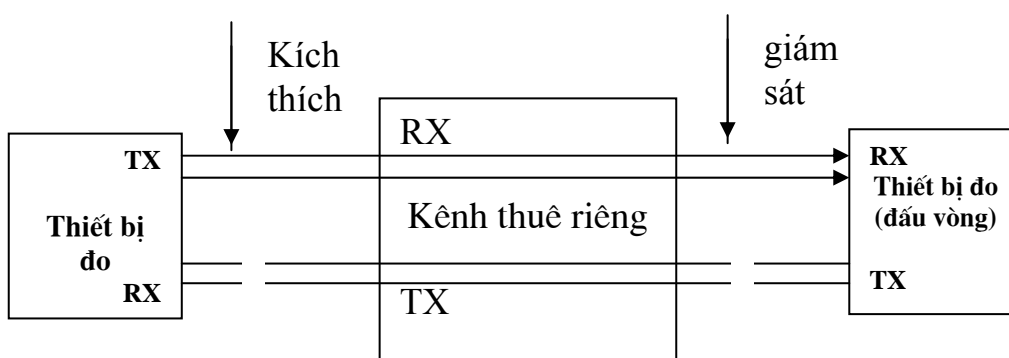 Kích
thích
giám
sát
TX
Thiết bị
đo
RX
RX
Kênh thuê riêng
TX
RX
Thiết bị đo
(đấu vòng)
TX